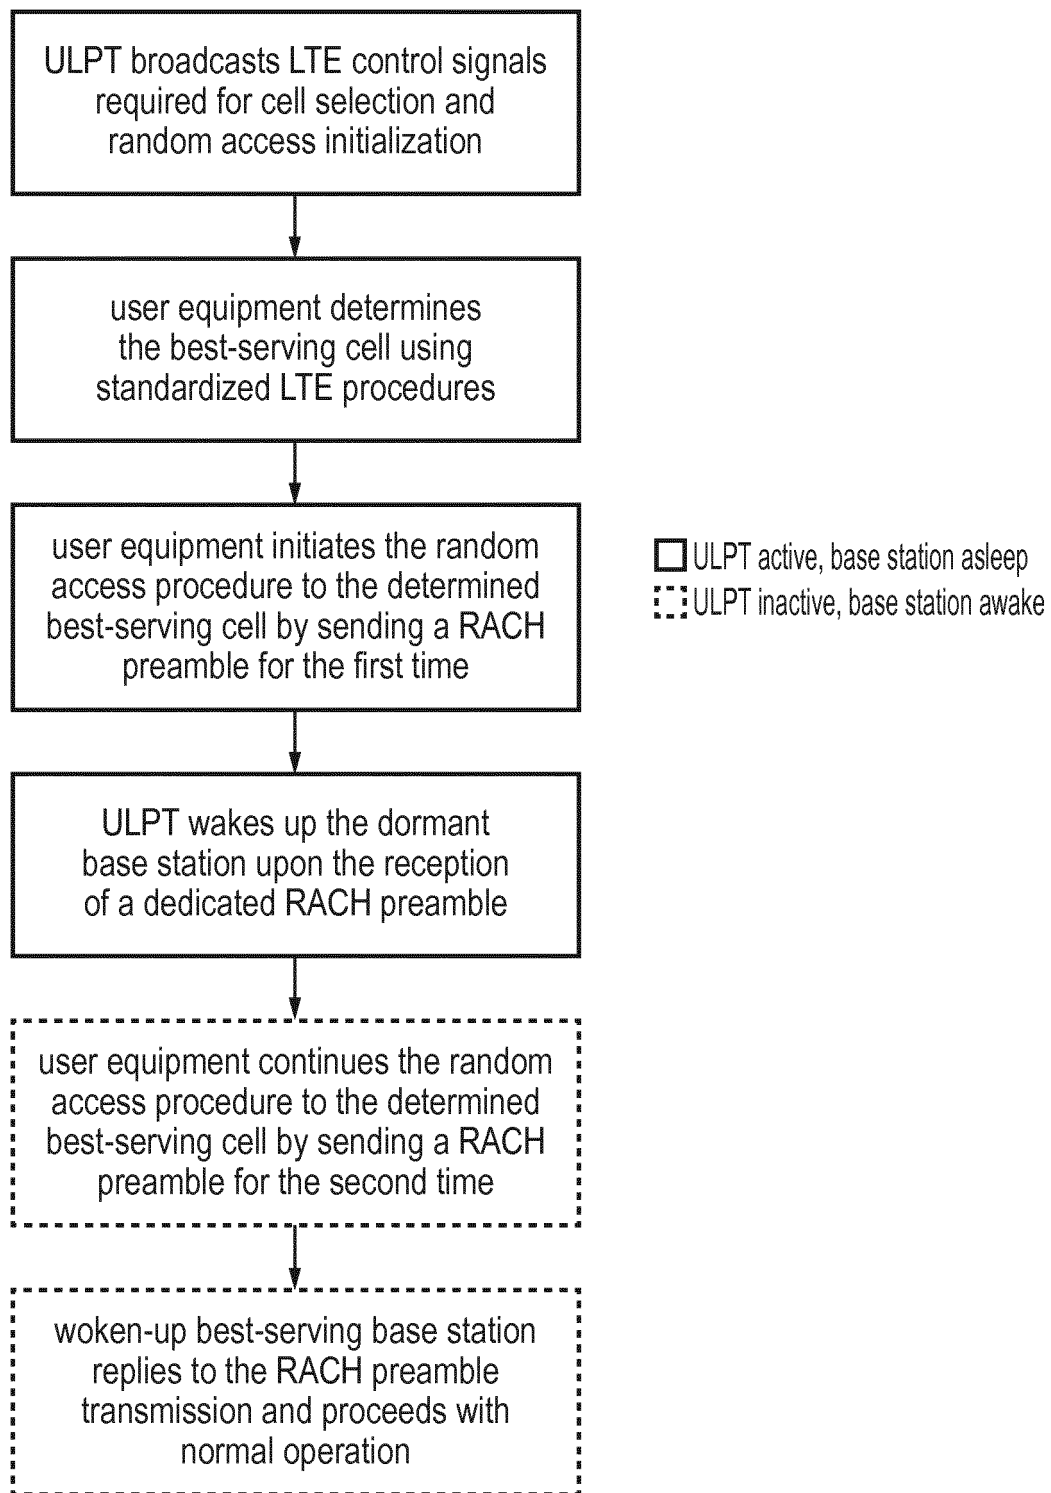 ULPT broadcasts LTE control signals
required for cell selection and
random access initialization
user equipment determines
the best-serving cell using
standardized LTE procedures
user equipment initiates the random
access procedure to the determined
best-serving cell by sending a RACH
preamble for the first time
ULPT active, base station asleep
ULPT inactive, base station awake
ULPT wakes up the dormant
base station upon the reception
of a dedicated RACH preamble
user equipment continues the random
access procedure to the determined
best-serving cell by sending a RACH
preamble for the second time
woken-up best-serving base station
replies to the RACH preamble
transmission and proceeds with
normal operation